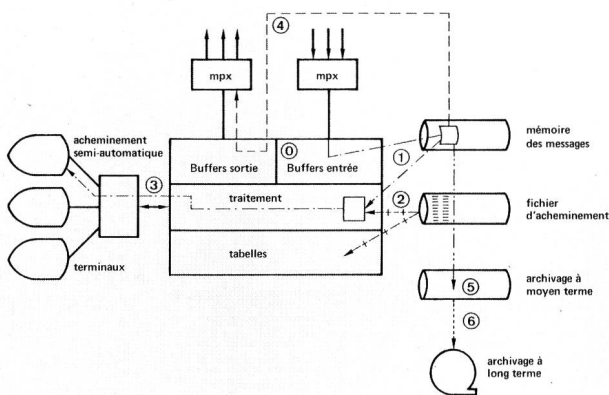 ④
mpx
mpx
acheminement
semi-automatique
mémoire
des messages
⓪
Buffers sortie
Buffers entrée
①
③
traitement
②
fichier
d'acheminement
tabelles
terminaux
⑤
archivage à
moyen terme
⑥
archivage à
long terme